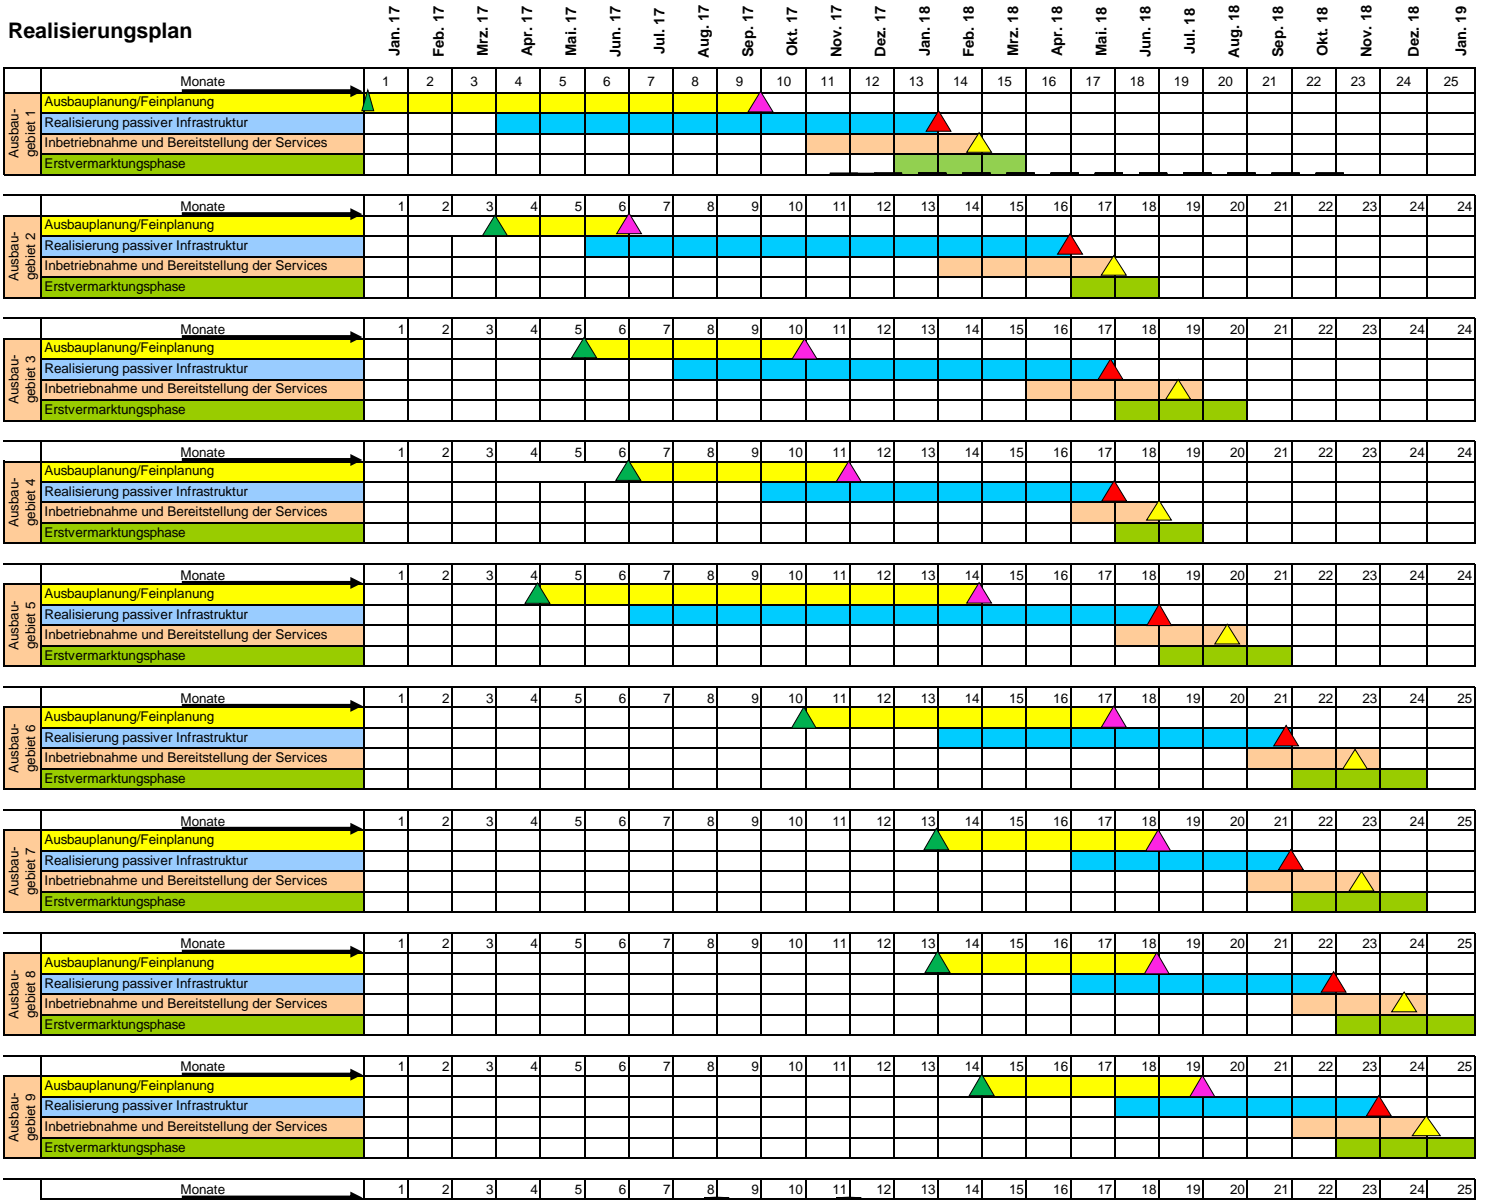 Realisierungsplan
Jan. 17 Feb. 17 Mrz. 17 Apr. 17 Mai. 17 Jun. 17 Jul. 17 Aug. 17 Sep. 17 Okt. 17 Nov. 17 Dez. 17 Jan. 18 Feb. 18 Mrz. 18 Apr. 18 Mai. 18 Jun. 18 Jul. 18 Aug. 18 Sep. 18 Okt. 18 Nov. 18 Dez. 18 Jan. 19
Monate 1 2 3 4 5 6 7 8 9 10 11 12 13 14 15 16 17 18 19 20 21 22 23 24 25
Ausbau-
gebiet 1
Ausbauplanung/Feinplanung
Realisierung passiver Infrastruktur
Inbetriebnahme und Bereitstellung der Services
Erstvermarktungsphase
Monate 1 2 3 4 5 6 7 8 9 10 11 12 13 14 15 16 17 18 19 20 21 22 23 24 24
Ausbau-
gebiet 2
Ausbauplanung/Feinplanung
Realisierung passiver Infrastruktur
Inbetriebnahme und Bereitstellung der Services
Erstvermarktungsphase
Monate 1 2 3 4 5 6 7 8 9 10 11 12 13 14 15 16 17 18 19 20 21 22 23 24 24
Ausbau-
gebiet 3
Ausbauplanung/Feinplanung
Realisierung passiver Infrastruktur
Inbetriebnahme und Bereitstellung der Services
Erstvermarktungsphase
Monate 1 2 3 4 5 6 7 8 9 10 11 12 13 14 15 16 17 18 19 20 21 22 23 24 24
Ausbau-
gebiet 4
Ausbauplanung/Feinplanung
Realisierung passiver Infrastruktur
Inbetriebnahme und Bereitstellung der Services
Erstvermarktungsphase
Monate 1 2 3 4 5 6 7 8 9 10 11 12 13 14 15 16 17 18 19 20 21 22 23 24 24
Ausbau-
gebiet 5
Ausbauplanung/Feinplanung
Realisierung passiver Infrastruktur
Inbetriebnahme und Bereitstellung der Services
Erstvermarktungsphase
Monate 1 2 3 4 5 6 7 8 9 10 11 12 13 14 15 16 17 18 19 20 21 22 23 24 25
Ausbau-
gebiet 6
Ausbauplanung/Feinplanung
Realisierung passiver Infrastruktur
Inbetriebnahme und Bereitstellung der Services
Erstvermarktungsphase
Monate 1 2 3 4 5 6 7 8 9 10 11 12 13 14 15 16 17 18 19 20 21 22 23 24 25
Ausbau-
gebiet 7
Ausbauplanung/Feinplanung
Realisierung passiver Infrastruktur
Inbetriebnahme und Bereitstellung der Services
Erstvermarktungsphase
Monate 1 2 3 4 5 6 7 8 9 10 11 12 13 14 15 16 17 18 19 20 21 22 23 24 25
Ausbau-
gebiet 8
Ausbauplanung/Feinplanung
Realisierung passiver Infrastruktur
Inbetriebnahme und Bereitstellung der Services
Erstvermarktungsphase
Monate 1 2 3 4 5 6 7 8 9 10 11 12 13 14 15 16 17 18 19 20 21 22 23 24 25
Ausbau-
gebiet 9
Ausbauplanung/Feinplanung
Realisierung passiver Infrastruktur
Inbetriebnahme und Bereitstellung der Services
Erstvermarktungsphase
Monate 1 2 3 4 5 6 7 8 9 10 11 12 13 14 15 16 17 18 19 20 21 22 23 24 25